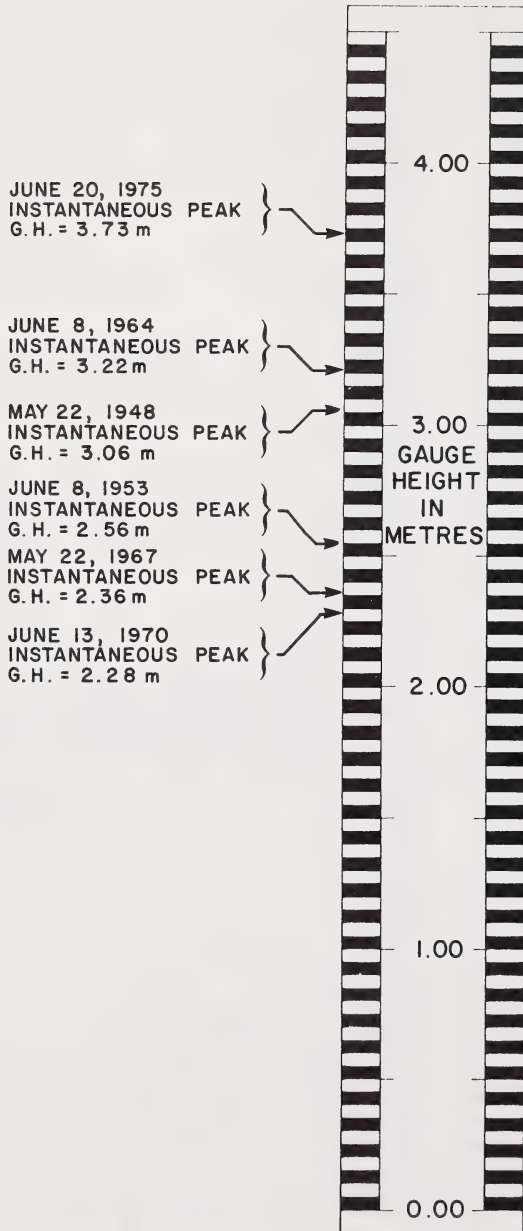 4.00
JUNE 20, 1975
INSTANTANEOUS PEAK
G.H. = 3.73 m
JUNE 8, 1964
INSTANTANEOUS PEAK
G.H. = 3.22 m
MAY 22, 1948
INSTANTANEOUS PEAK
G.H. = 3.06 m
3.00
GAUGE
HEIGHT
IN
METRES
JUNE 8, 1953
INSTANTANEOUS PEAK
G.H. = 2.56 m
MAY 22, 1967
INSTANTANEOUS PEAK
G.H. = 2.36 m
JUNE 13, 1970
INSTANTANEOUS PEAK
G.H. = 2.28 m
2.00
1.00
0.00